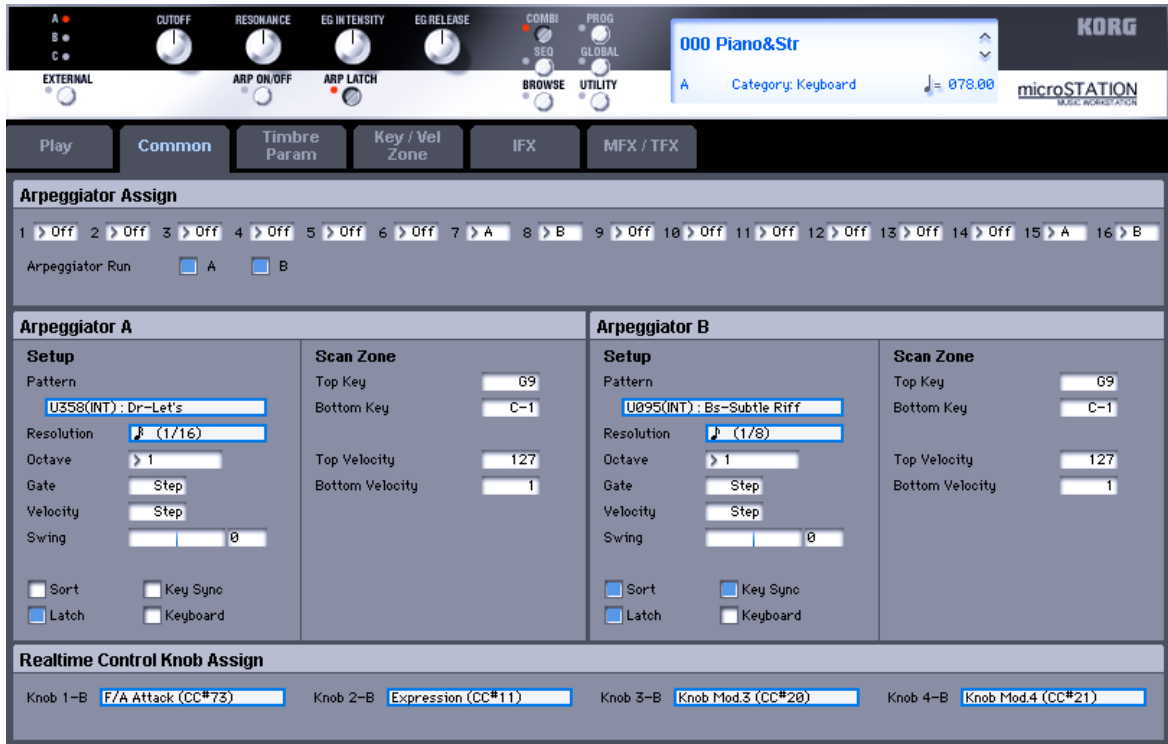 A CUTOFF RESONANCE EG INTENSITY EG RELEASE COMBI PROG KORG
B SEQ GLOBAL 000 Piano&Str
C
EXTERNAL ARP ON/OFF ARP LATCH BROWSE UTILITY A Category: Keyboard ♩= 078.00 microSTATION
MUSIC WORKSTATION
Play Common Timbre Param Key / Vel Zone IFX MFX / TFX
Arpeggiator Assign
1 Off 2 Off 3 Off 4 Off 5 Off 6 Off 7 A 8 B 9 Off 10 Off 11 Off 12 Off 13 Off 14 Off 15 A 16 B
Arpeggiator Run A B
Arpeggiator A
Setup
Pattern
U358(INT) : Dr-Let's
Resolution (1/16)
Octave 1
Gate Step
Velocity Step
Swing 0
Sort Key Sync
Latch Keyboard
Scan Zone
Top Key G9
Bottom Key C-1
Top Velocity 127
Bottom Velocity 1
Arpeggiator B
Setup
Pattern
U095(INT) : Bs-Subtle Riff
Resolution (1/8)
Octave 1
Gate Step
Velocity Step
Swing 0
Sort Key Sync
Latch Keyboard
Scan Zone
Top Key G9
Bottom Key C-1
Top Velocity 127
Bottom Velocity 1
Realtime Control Knob Assign
Knob 1-B F/A Attack (CC#73) Knob 2-B Expression (CC#11) Knob 3-B Knob Mod.3 (CC#20) Knob 4-B Knob Mod.4 (CC#21)